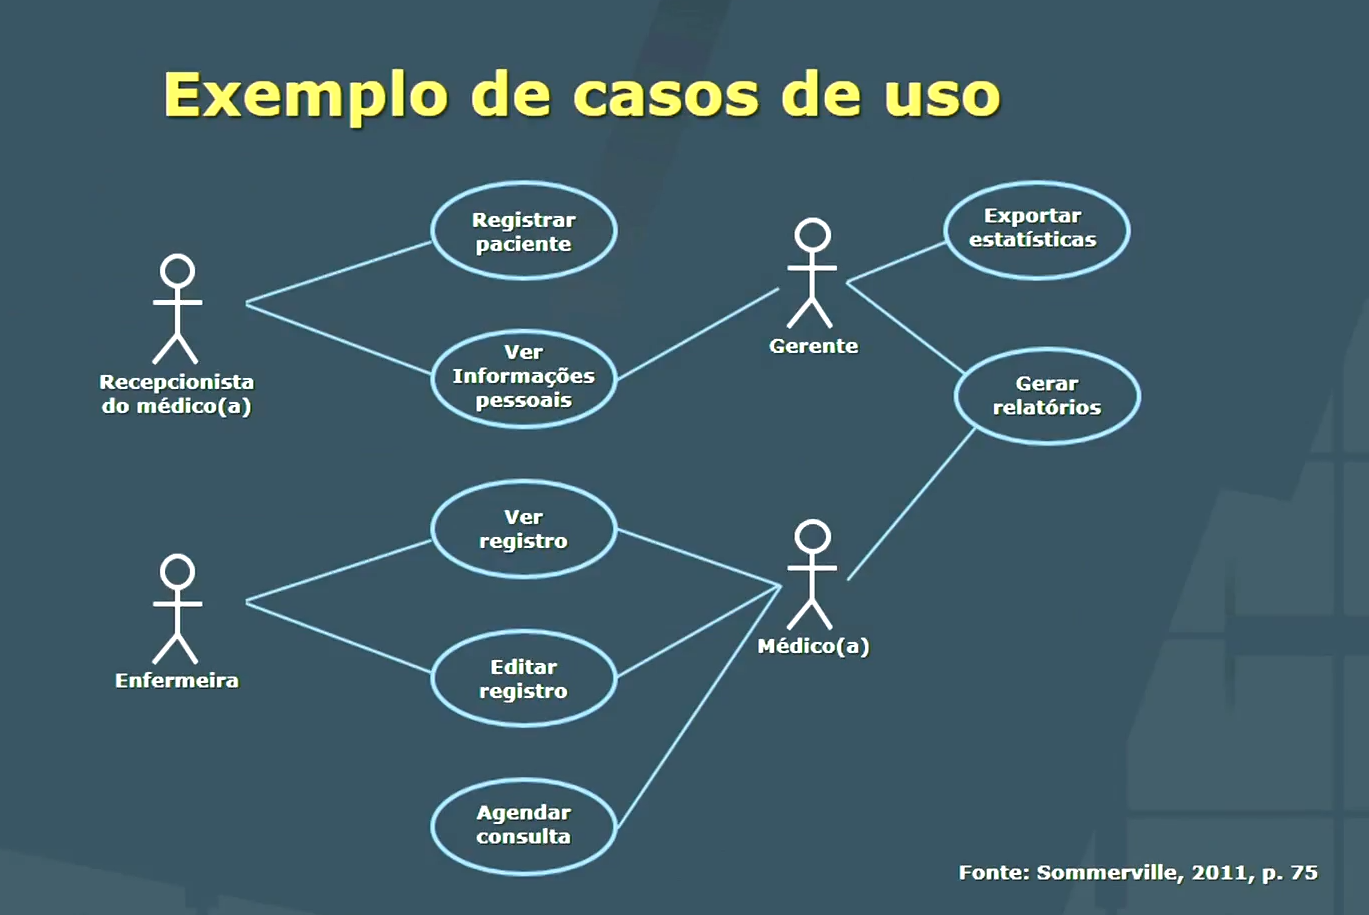 Exemplo de casos de uso
Registrar
paciente
Exportar
estatísticas
Gerente
Recepcionista
do médico(a)
Ver
Informações
pessoais
Gerar
relatórios
Ver
registro
Enfermeira
Editar
registro
Médico(a)
Agendar
consulta
Fonte: Sommerville, 2011, p. 75